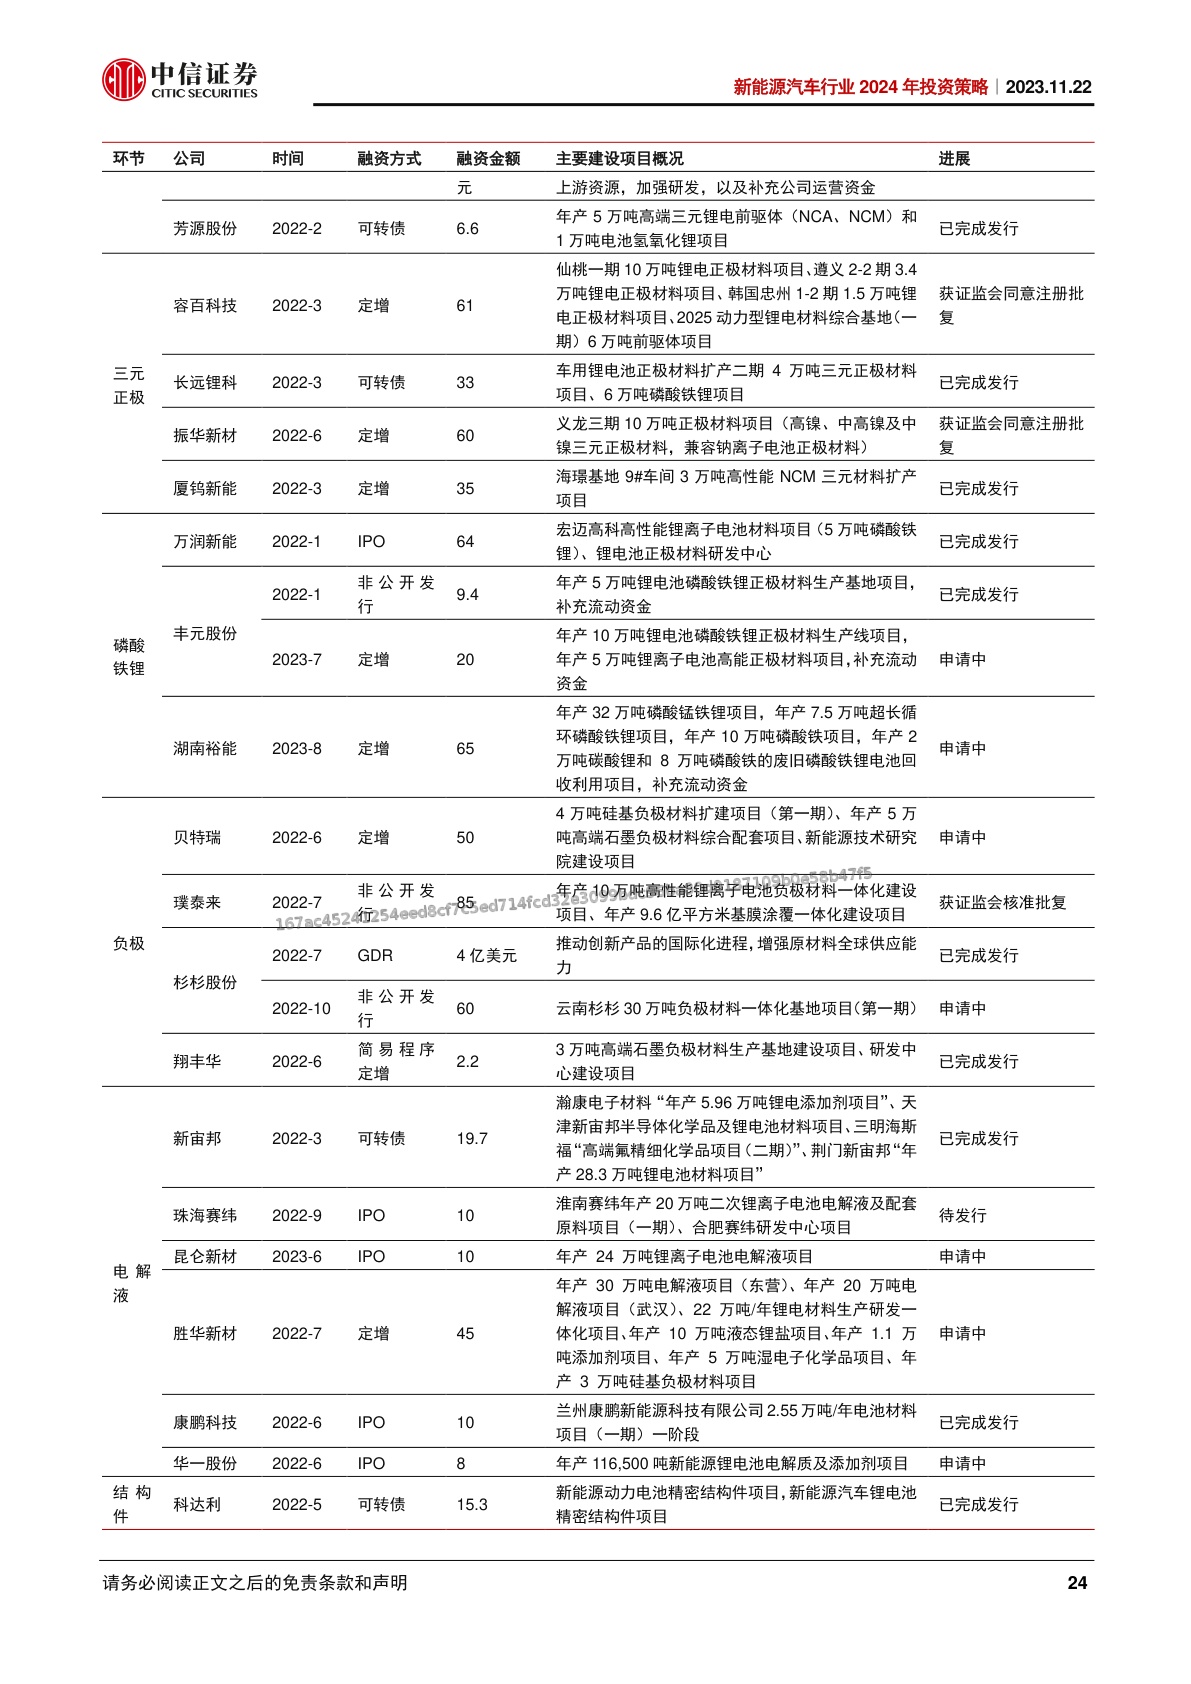 中信证券
CITIC SECURITIES
新能源汽车行业 2024 年投资策略｜2023.11.22
环节 公司 时间 融资方式 融资金额 主要建设项目概况 进展
元 上游资源，加强研发，以及补充公司运营资金
芳源股份 2022-2 可转债 6.6 年产 5 万吨高端三元锂电前驱体（NCA、NCM）和
1 万吨电池氢氧化锂项目 已完成发行
三元
正极
容百科技 2022-3 定增 61 仙桃一期 10 万吨锂电正极材料项目、遵义 2-2 期 3.4
万吨锂电正极材料项目、韩国忠州 1-2 期 1.5 万吨锂
电正极材料项目、2025 动力型锂电材料综合基地（一
期）6 万吨前驱体项目
获证监会同意注册批
复
长远锂科 2022-3 可转债 33 车用锂电池正极材料扩产二期 4 万吨三元正极材料
项目、6 万吨磷酸铁锂项目 已完成发行
振华新材 2022-6 定增 60 义龙三期 10 万吨正极材料项目（高镍、中高镍及中
镍三元正极材料，兼容钠离子电池正极材料）
获证监会同意注册批
复
厦钨新能 2022-3 定增 35 海璟基地 9#车间 3 万吨高性能 NCM 三元材料扩产
项目 已完成发行
磷酸
铁锂
万润新能 2022-1 IPO 64 宏迈高科高性能锂离子电池材料项目（5 万吨磷酸铁
锂）、锂电池正极材料研发中心 已完成发行
丰元股份
2022-1 非公开发
行 9.4 年产 5 万吨锂电池磷酸铁锂正极材料生产基地项目，
补充流动资金 已完成发行
2023-7 定增 20 年产 10 万吨锂电池磷酸铁锂正极材料生产线项目，
年产 5 万吨锂离子电池高能正极材料项目,补充流动
资金 申请中
湖南裕能 2023-8 定增 65 年产 32 万吨磷酸锰铁锂项目，年产 7.5 万吨超长循
环磷酸铁锂项目，年产 10 万吨磷酸铁项目，年产 2
万吨碳酸锂和 8 万吨磷酸铁的废旧磷酸铁锂电池回
收利用项目，补充流动资金 申请中
负极
贝特瑞 2022-6 定增 50 4 万吨硅基负极材料扩建项目（第一期）、年产 5 万
吨高端石墨负极材料综合配套项目、新能源技术研究
院建设项目 申请中
璞泰来 2022-7 非公开发
行 85 年产 10 万吨高性能锂离子电池负极材料一体化建设
项目、年产 9.6 亿平方米基膜涂覆一体化建设项目 获证监会核准批复
杉杉股份
2022-7 GDR 4 亿美元 推动创新产品的国际化进程，增强原材料全球供应能
力 已完成发行
2022-10 非公开发
行 60 云南杉杉 30 万吨负极材料一体化基地项目（第一期） 申请中
翔丰华 2022-6 简易程序
定增 2.2 3 万吨高端石墨负极材料生产基地建设项目、研发中
心建设项目 已完成发行
电解
液
新宙邦 2022-3 可转债 19.7 瀚康电子材料 “年产 5.96 万吨锂电添加剂项目”、天
津新宙邦半导体化学品及锂电池材料项目、三明海斯
福“高端氟精细化学品项目（二期）”、荆门新宙邦“年
产 28.3 万吨锂电池材料项目” 已完成发行
珠海赛纬 2022-9 IPO 10 淮南赛纬年产 20 万吨二次锂离子电池电解液及配套
原料项目（一期）、合肥赛纬研发中心项目 待发行
昆仑新材 2023-6 IPO 10 年产 24 万吨锂离子电池电解液项目 申请中
胜华新材 2022-7 定增 45 年产 30 万吨电解液项目（东营）、年产 20 万吨电
解液项目（武汉）、22 万吨/年锂电材料生产研发一
体化项目、年产 10 万吨液态锂盐项目、年产 1.1 万
吨添加剂项目、年产 5 万吨湿电子化学品项目、年
产 3 万吨硅基负极材料项目 申请中
康鹏科技 2022-6 IPO 10 兰州康鹏新能源科技有限公司 2.55 万吨/年电池材料
项目（一期）一阶段 已完成发行
华一股份 2022-6 IPO 8 年产 116,500 吨新能源锂电池电解质及添加剂项目 申请中
结构
件
科达利 2022-5 可转债 15.3 新能源动力电池精密结构件项目，新能源汽车锂电池
精密结构件项目 已完成发行
请务必阅读正文之后的免责条款和声明 24